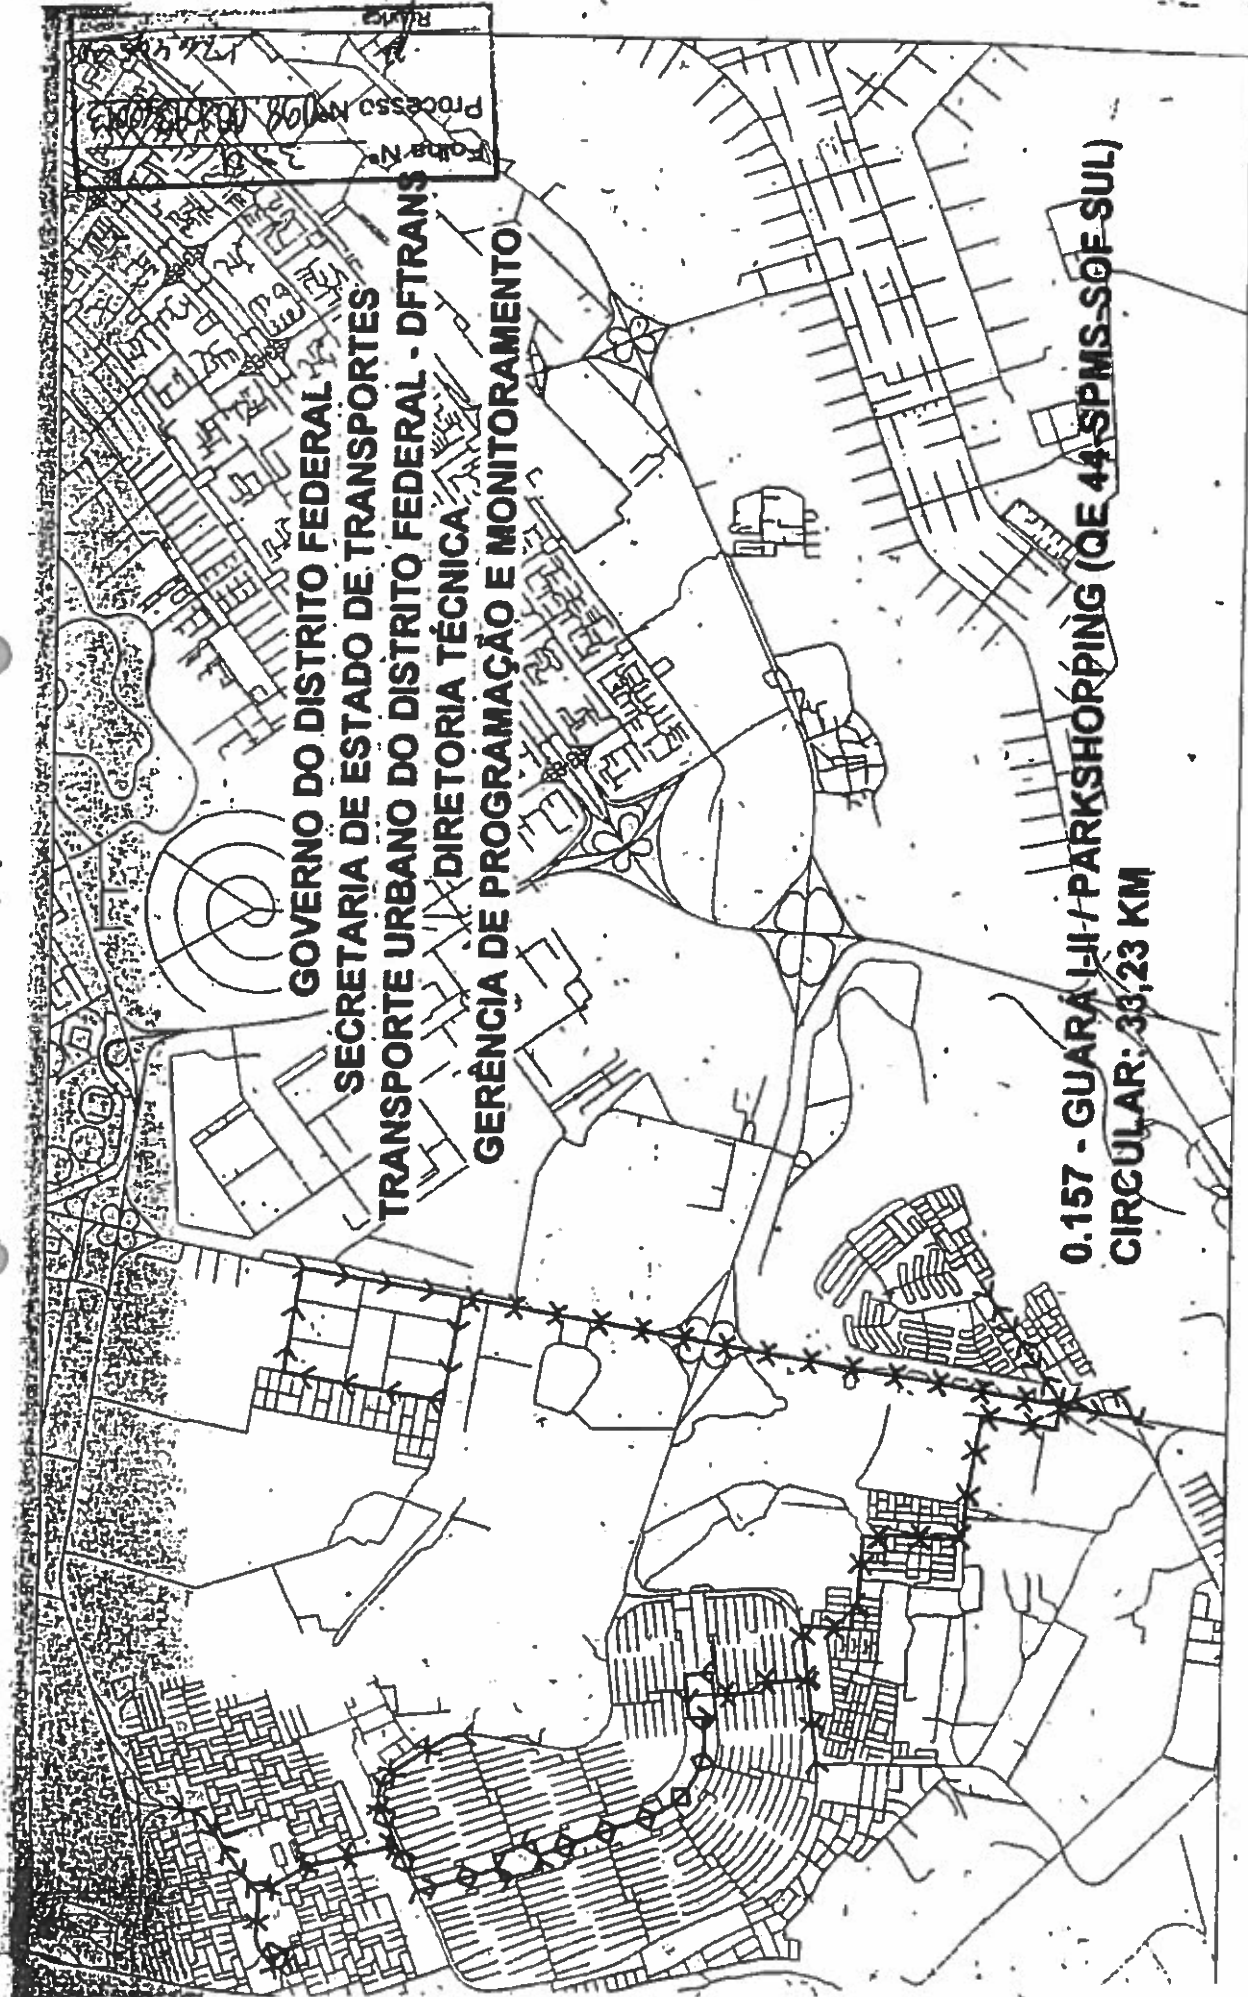 GOVERNO DO DISTRITO FEDERAL
SECRETARIA DE ESTADO DE TRANSPORTES
TRANSPORTE URBANO DO DISTRITO FEDERAL - DFTRANS
DIRETORIA TÉCNICA
GERÊNCIA DE PROGRAMAÇÃO E MONITORAMENTO
0.157 - GUARÁ I-II / PARKSHOPPING (QE 44-SPMS-SOF SUL)
CIRCULAR: 33,23 KM
Folha Nº
Processo Nº
Rubrica